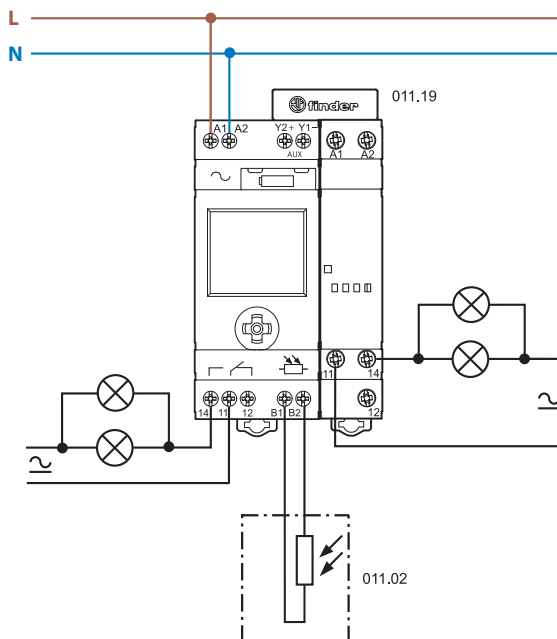 L
N
finder
011.19
A1 A2
Y2+ Y1-
AUX
A1 A2
11 14
12
14 11 12 B1 B2
011.02